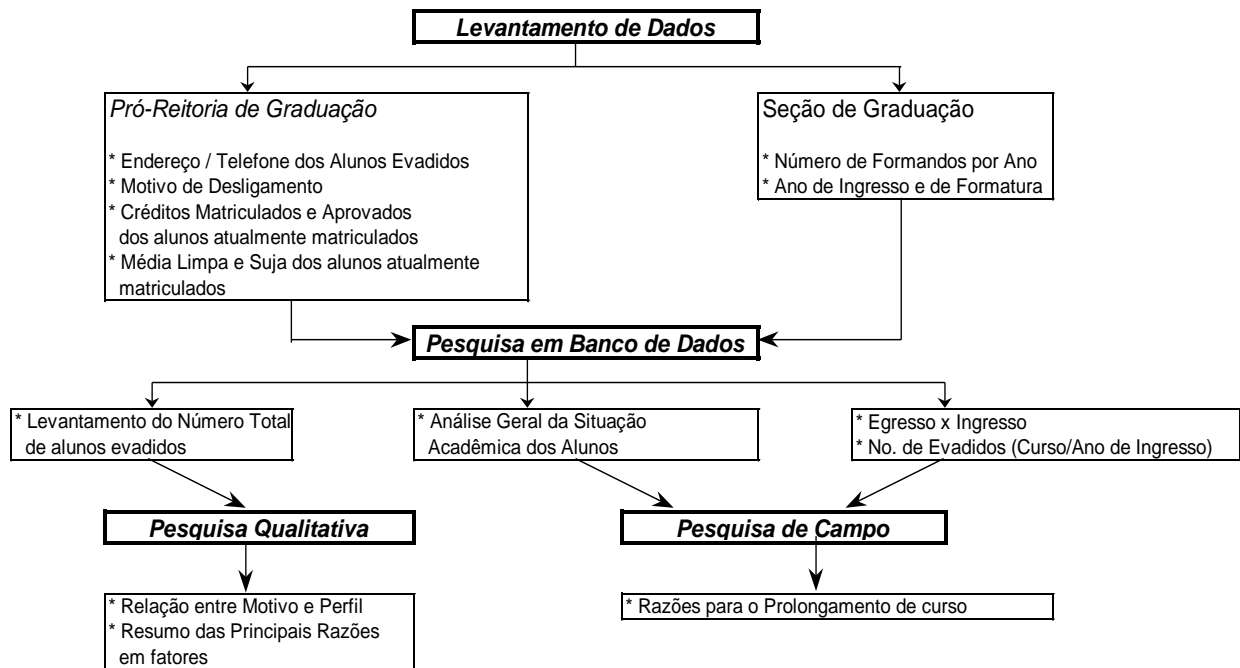 Levantamento de Dados
Pró-Reitoria de Graduação
* Endereço / Telefone dos Alunos Evadidos
* Motivo de Desligamento
* Créditos Matriculados e Aprovados
dos alunos atualmente matriculados
* Média Limpa e Suja dos alunos atualmente
matriculados
Seção de Graduação
* Número de Formandos por Ano
* Ano de Ingresso e de Formatura
Pesquisa em Banco de Dados
* Levantamento do Número Total
de alunos evadidos
* Análise Geral da Situação
Acadêmica dos Alunos
* Egresso x Ingresso
* No. de Evadidos (Curso/Ano de Ingresso)
Pesquisa Qualitativa
Pesquisa de Campo
* Relação entre Motivo e Perfil
* Resumo das Principais Razões
em fatores
* Razões para o Prolongamento de curso